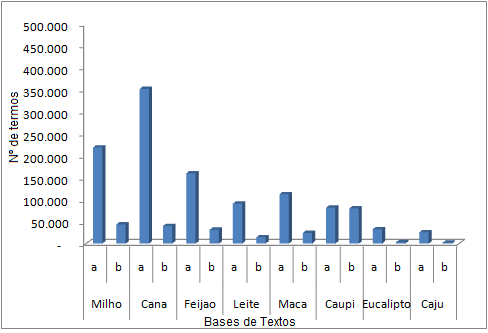 500.000
450.000
400.000
350.000
300.000
250.000
200.000
150.000
100.000
50.000
-
N° de termos
a b a b a b a b a b a b a b a b
Milho Cana Feijao Leite Maca Caupi Eucalipto Caju
Bases de Textos